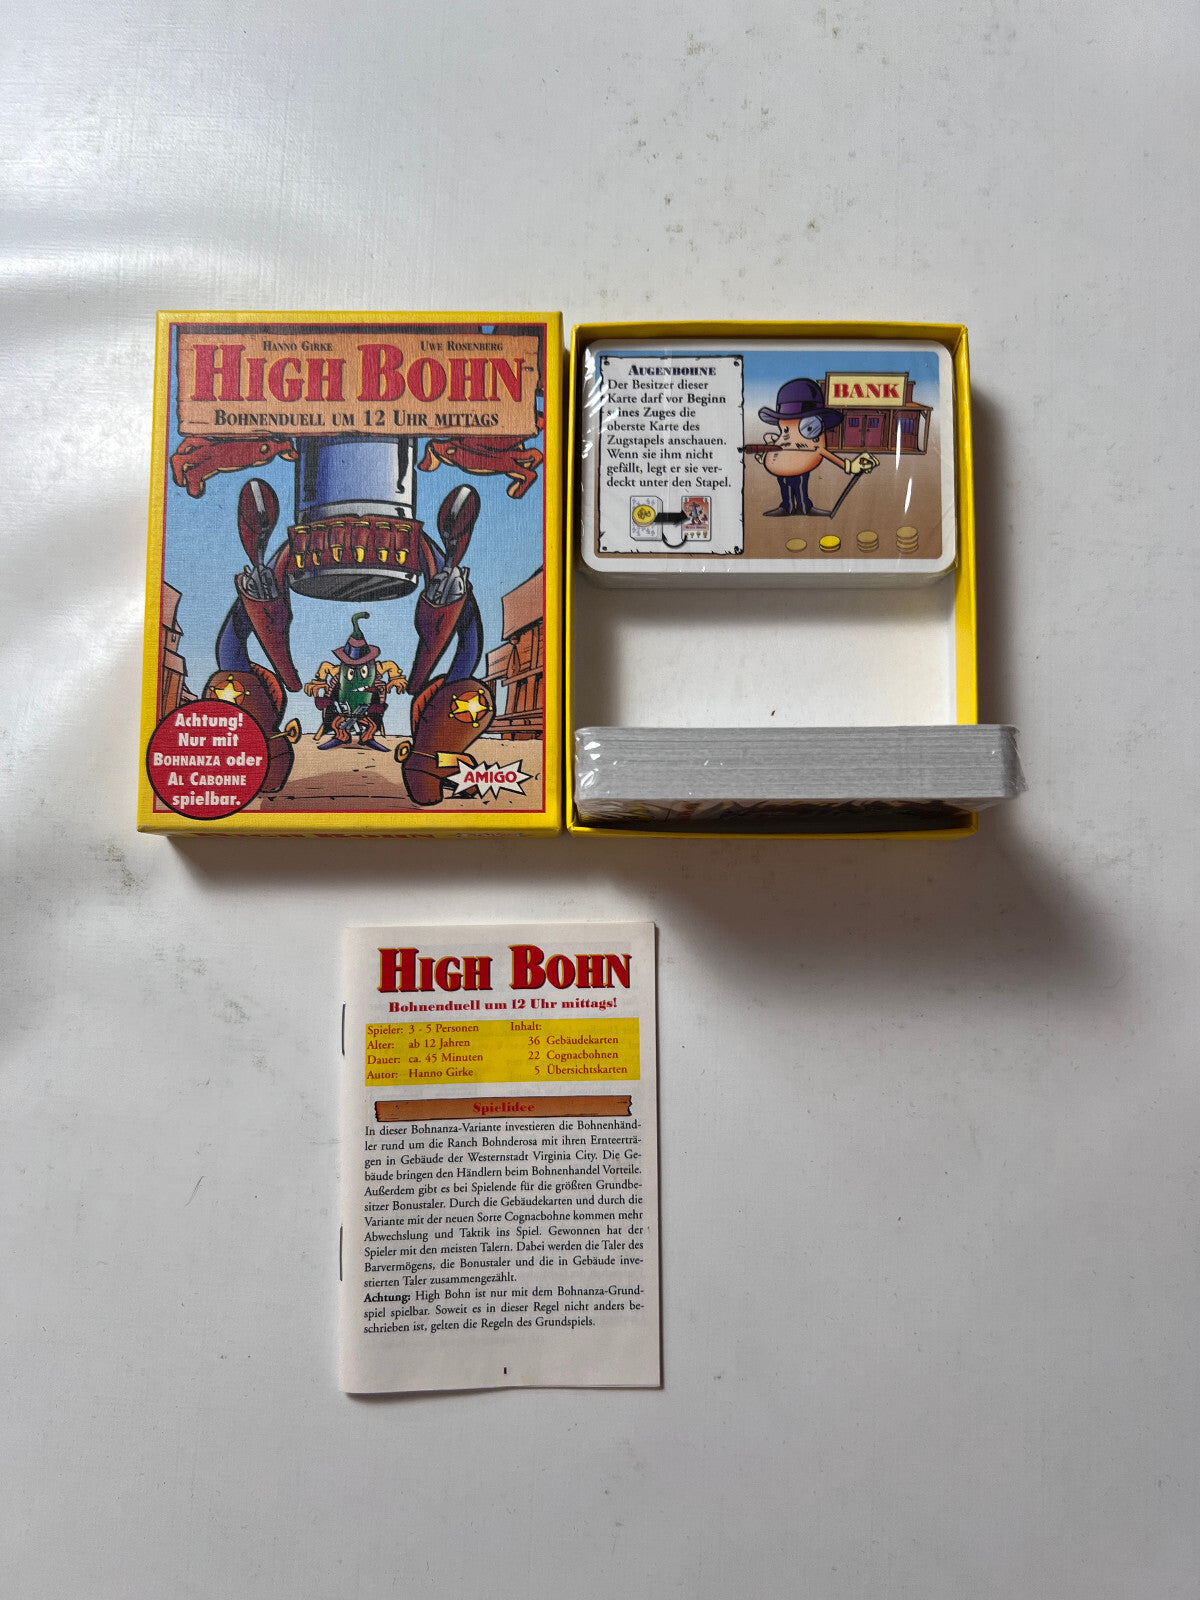 Hanno Girke Uwe Rosenberg
High Bohn
Bohnenduell um 12 Uhr mittags
Achtung!
Nur mit
Bohnanza oder
Al Cabohne
spielbar.
AMIGO
Augenbohne
Der Besitzer dieser
Karte darf vor Beginn
seines Zuges die
oberste Karte des
Zugstapels anschauen.
Wenn sie ihm nicht
gefällt, legt er sie ver-
deckt unter den Stapel.
BANK
High Bohn
Bohnenduell um 12 Uhr mittags!
Spieler: 3 - 5 Personen
Alter: ab 12 Jahren
Dauer: ca. 45 Minuten
Autor: Hanno Girke
Inhalt:
36 Gebäudekarten
22 Cognacbohnen
5 Übersichtskarten
Spielidee
In dieser Bohnanza-Variante investieren die Bohnenhänd-
ler rund um die Ranch Bohnderosa mit ihren Ernteerträ-
gen in Gebäude der Westernstadt Virginia City. Die Ge-
bäude bringen den Händlern beim Bohnenhandel Vorteile.
Außerdem gibt es bei Spielende für die größten Grundbe-
sitzer Bonustaler. Durch die Gebäudekarten und durch die
Variante mit der neuen Sorte Cognacbohne kommen mehr
Abwechslung und Taktik ins Spiel. Gewonnen hat der
Spieler mit den meisten Talern. Dabei werden die Taler des
Barvermögens, die Bonustaler und die in Gebäude inve-
stierten Taler zusammengezählt.
Achtung: High Bohn ist nur mit dem Bohnanza-Grund-
spiel spielbar. Soweit es in dieser Regel nicht anders be-
schrieben ist, gelten die Regeln des Grundspiels.
1